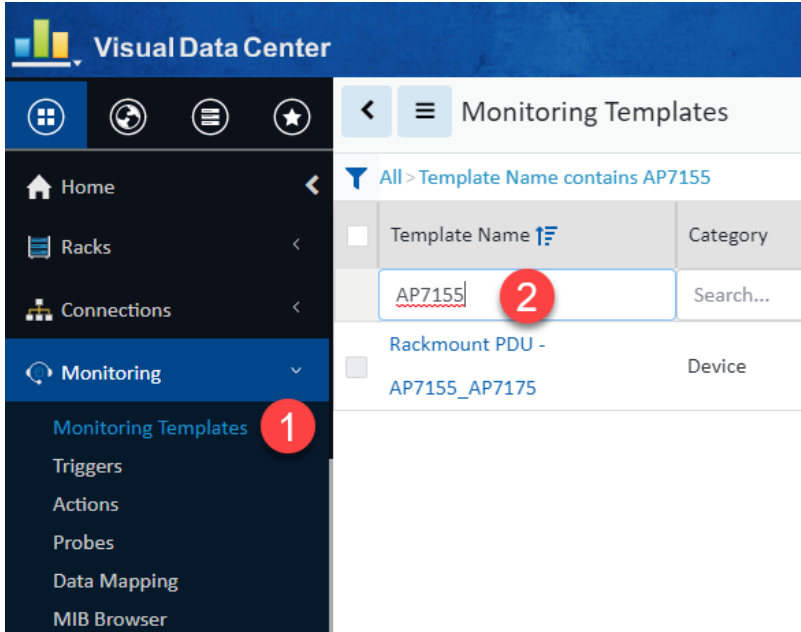 Visual Data Center
Monitoring Templates
Home
All > Template Name contains AP7155
Racks
Template Name
Category
AP7155
2
Search...
Connections
Rackmount PDU -
AP7155_AP7175
Device
Monitoring
Monitoring Templates
1
Triggers
Actions
Probes
Data Mapping
MIB Browser